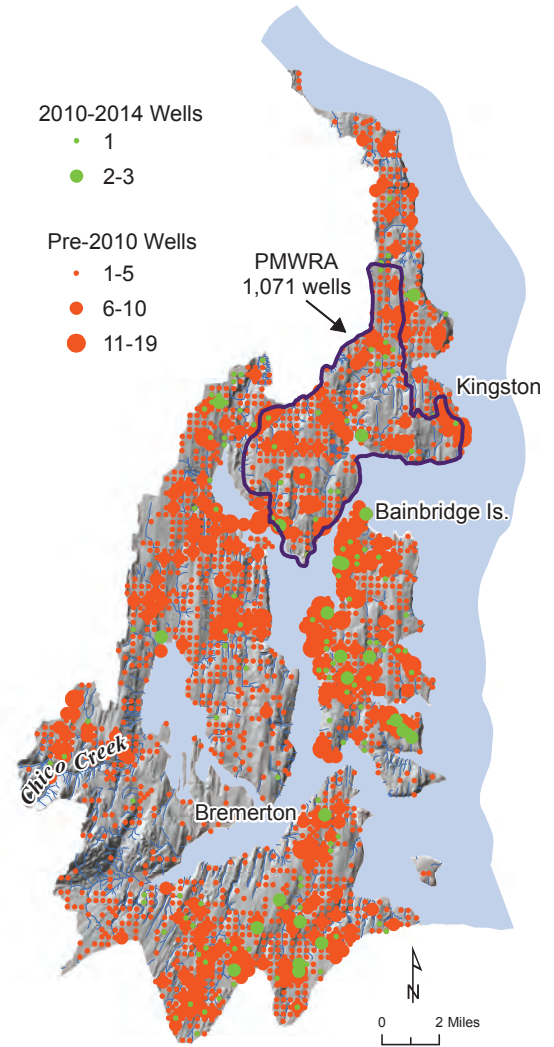 2010-2014 Wells
1
2-3
Pre-2010 Wells
1-5
6-10
11-19
PMWRA
1,071 wells
Kingston
Bainbridge Is.
Chico Creek
Bremerton
N
0 2 Miles